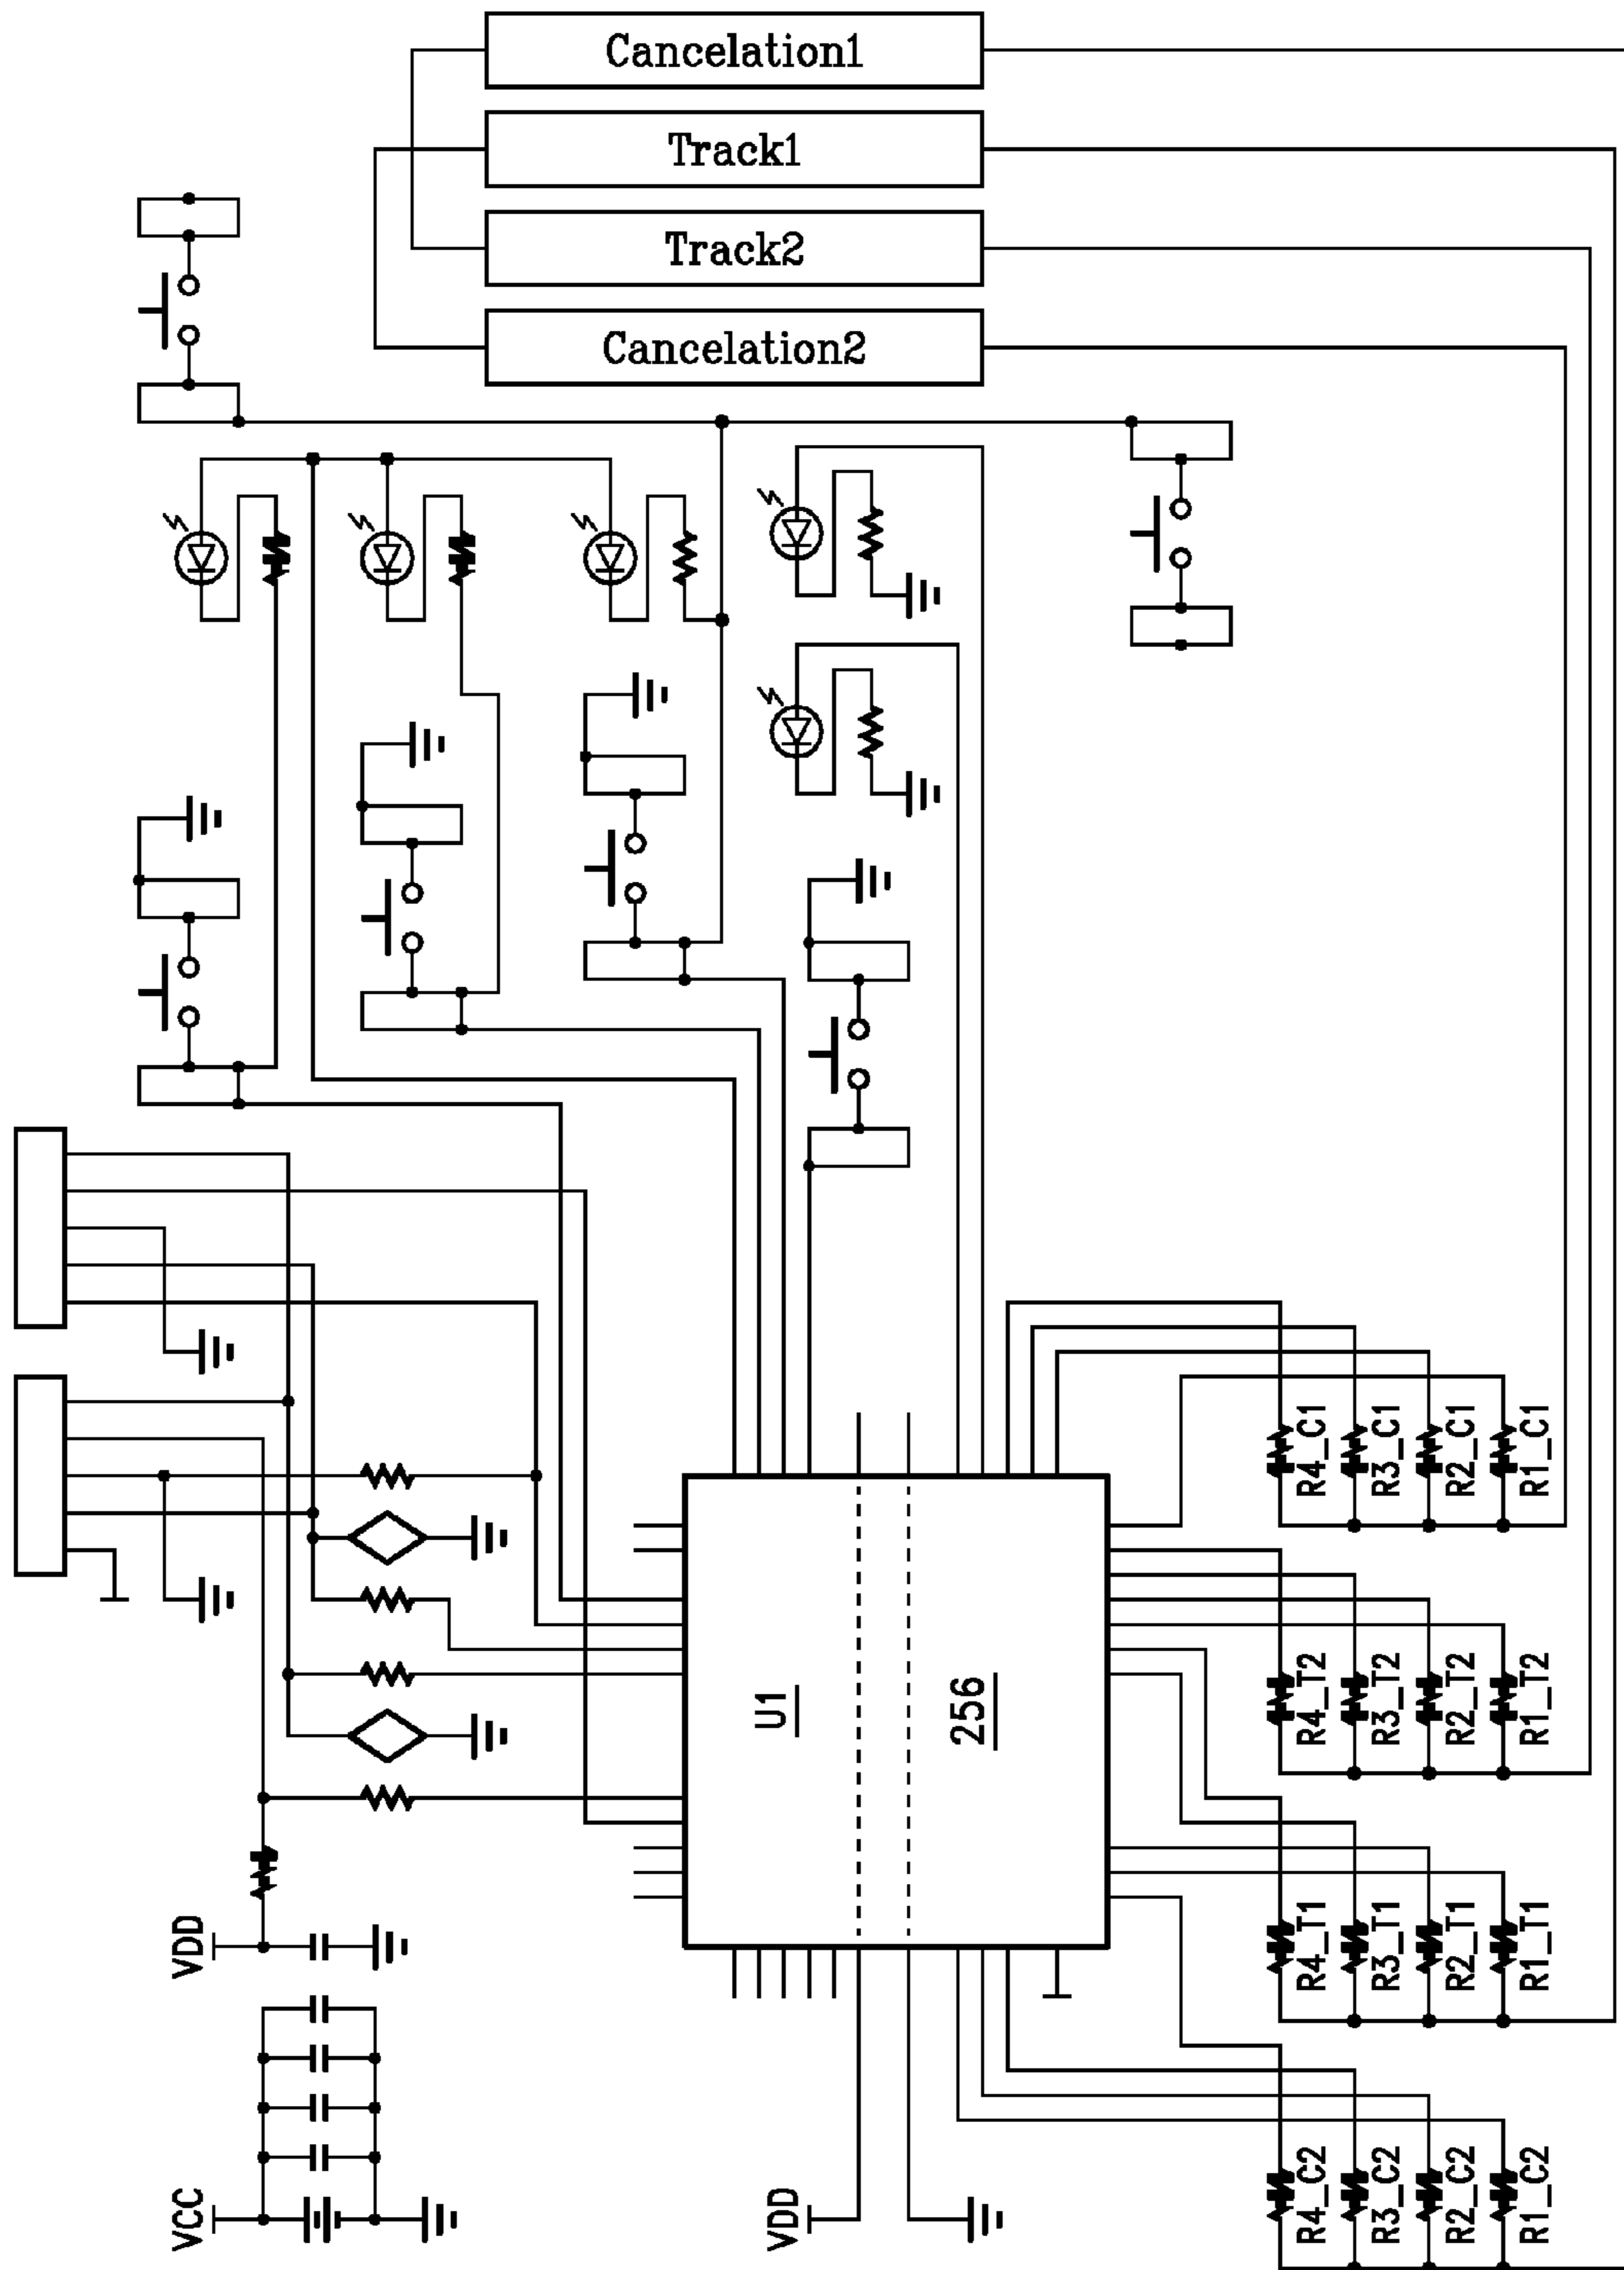 Cancelation1
Track1
Track2
Cancelation2
U1
256
R4_C1
R3_C1
R2_C1
R1_C1
R4_T2
R3_T2
R2_T2
R1_T2
VDD
R4_T1
R3_T1
R2_T1
R1_T1
VCC
VDD
R4_C2
R3_C2
R2_C2
R1_C2